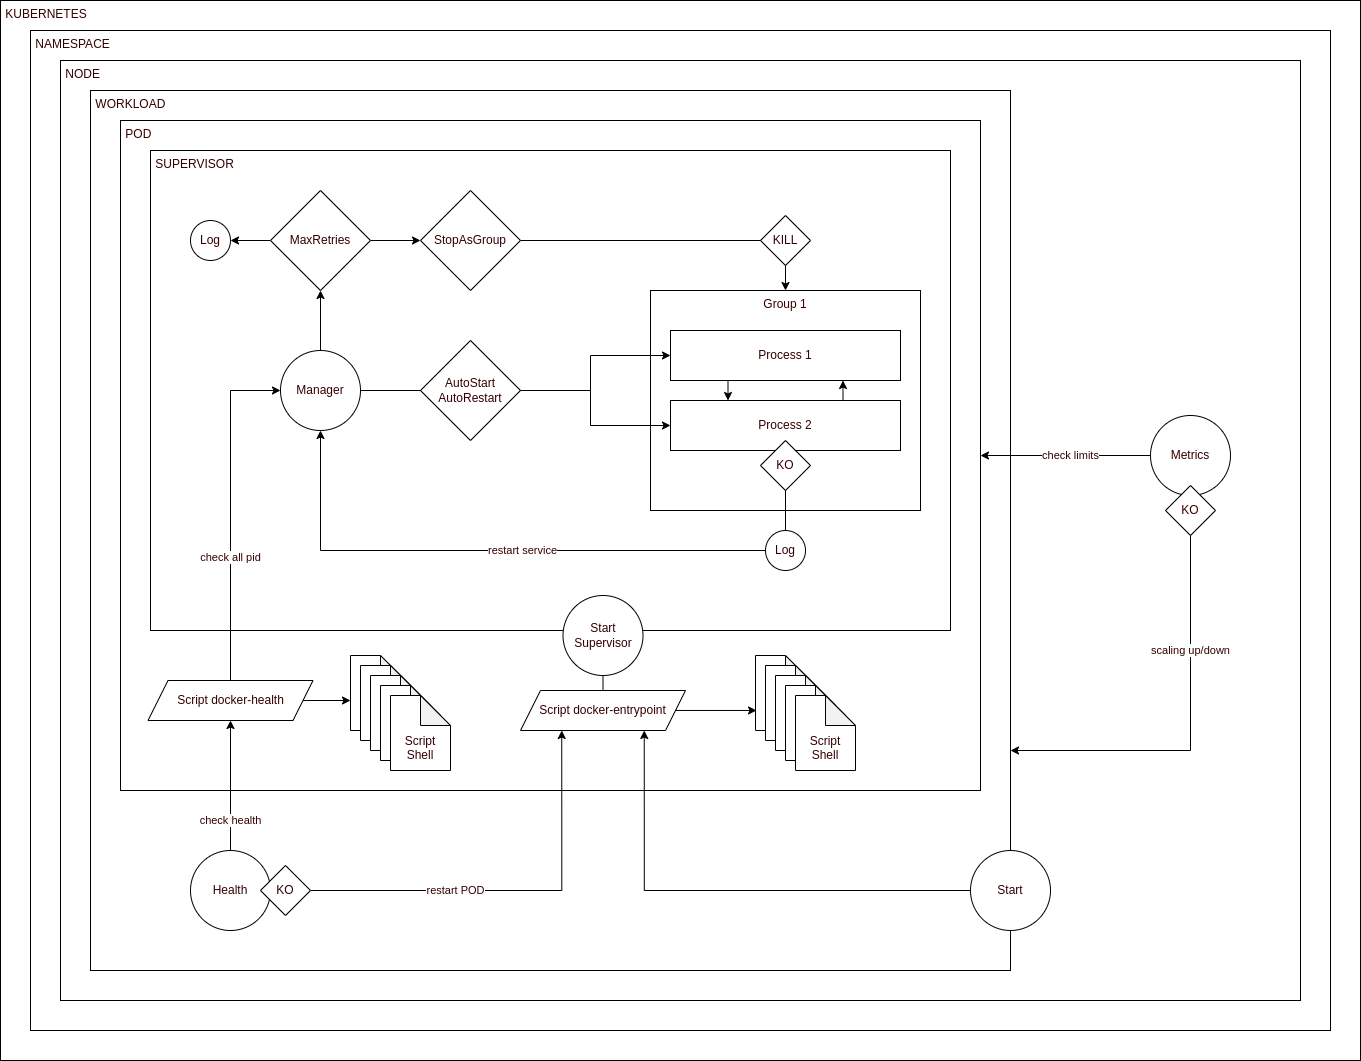 KUBERNETES
NAMESPACE
NODE
WORKLOAD
POD
SUPERVISOR
Log
MaxRetries
StopAsGroup
KILL
Group 1
Process 1
Manager
AutoStart
AutoRestart
Process 2
KO
check limits
Metrics
KO
restart service
Log
check all pid
Start
Supervisor
scaling up/down
Script docker-health
Script
Shell
Script docker-entrypoint
Script
Shell
check health
Health
KO
restart POD
Start